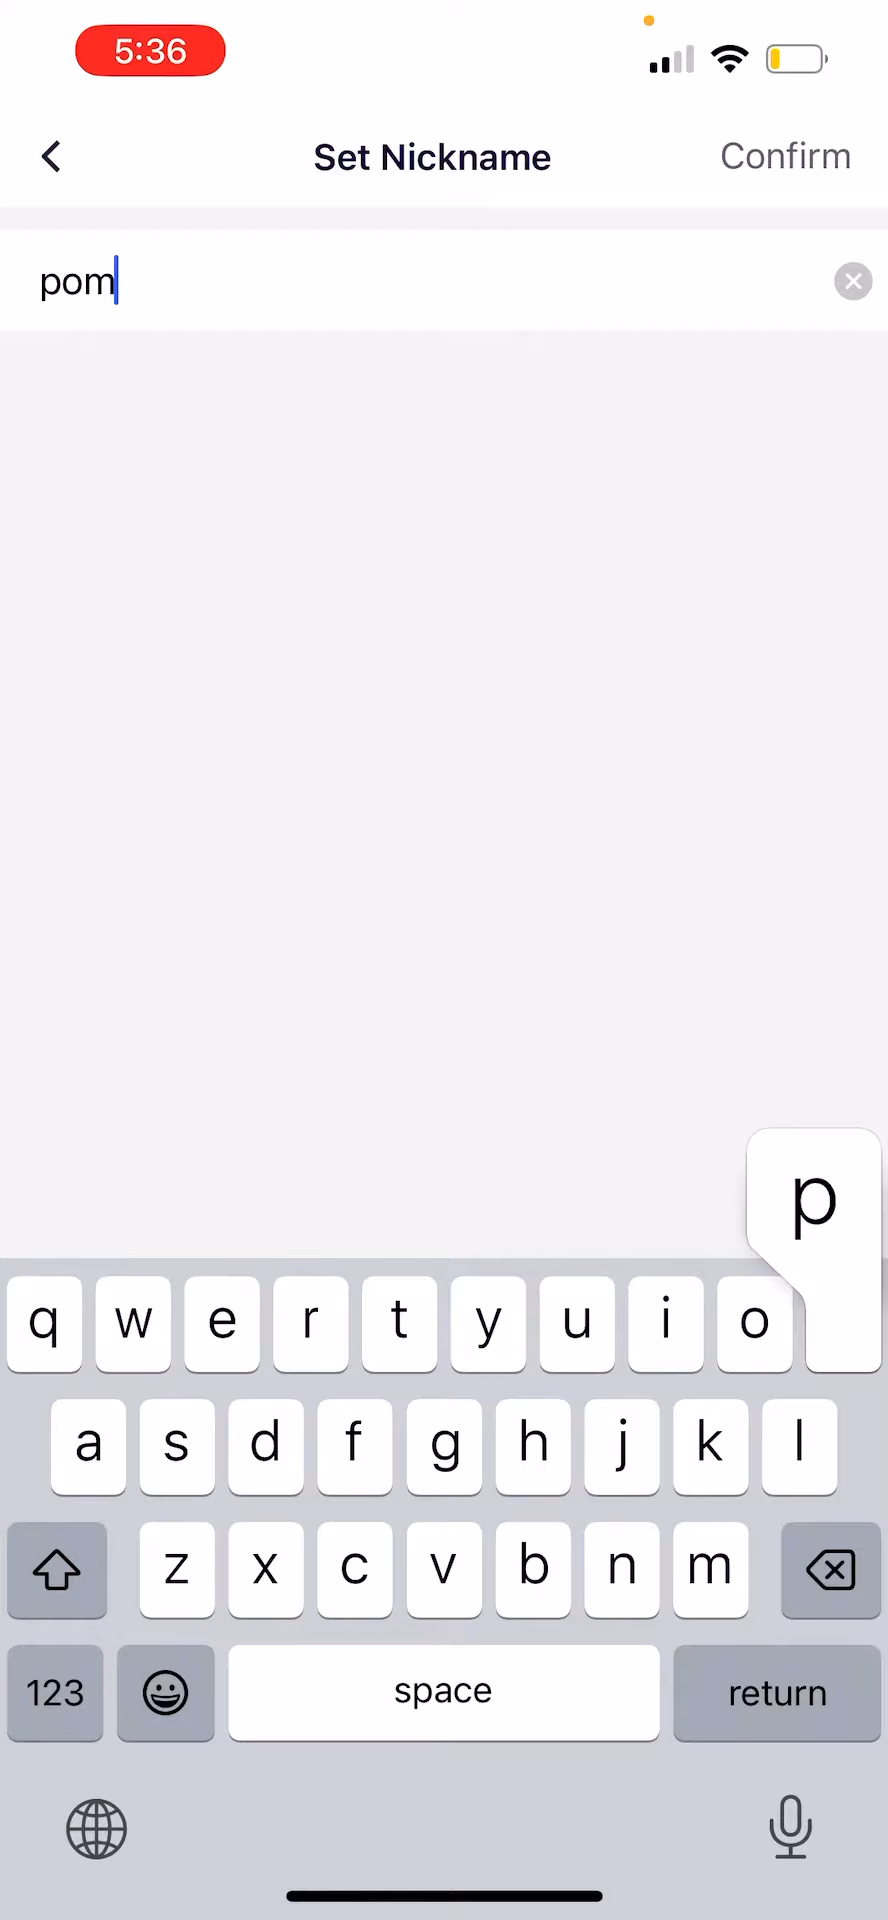 5:36
Set Nickname Confirm
pom
p
q w e r t y u i o
a s d f g h j k l
z x c v b n m
123 space return